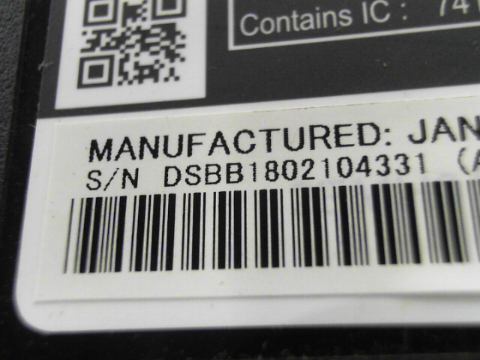 Contains IC : 
MANUFACTURED: JAN
S/N DSBB1802104331 (A